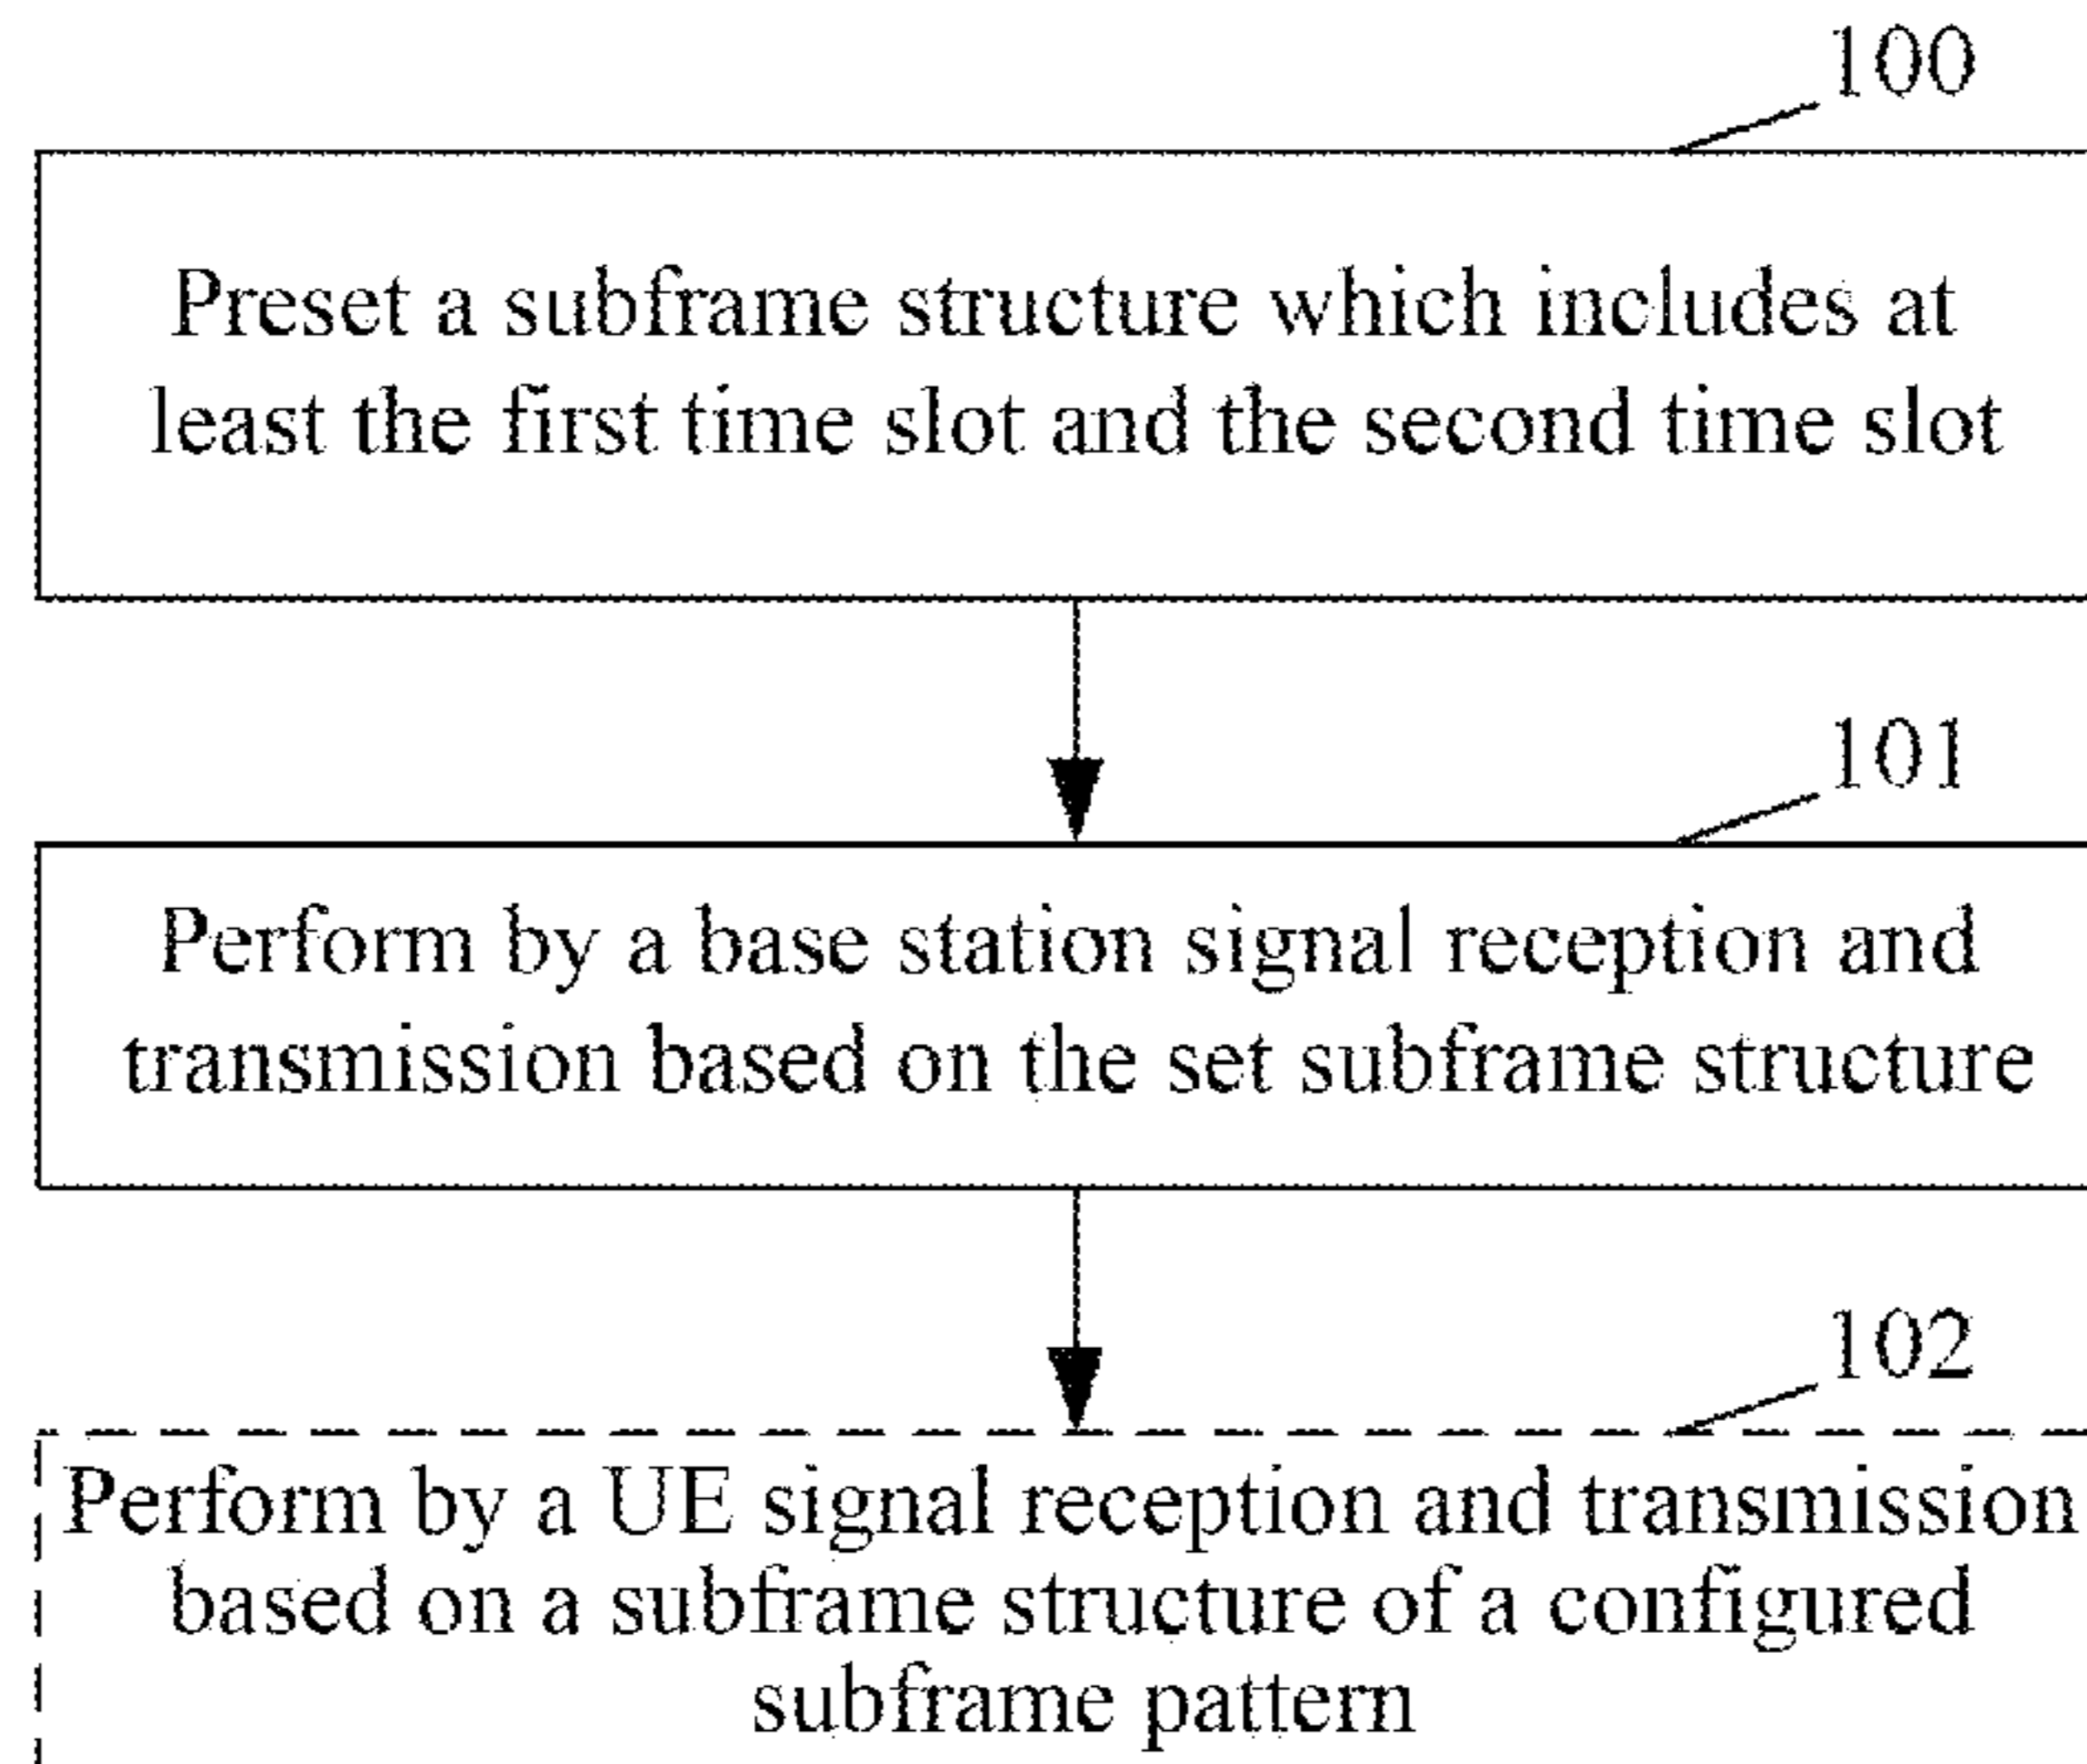 100
Preset a subframe structure which includes at
least the first time slot and the second time slot
101
Perform by a base station signal reception and
transmission based on the set subframe structure
102
Perform by a UE signal reception and transmission
based on a subframe structure of a configured
subframe pattern